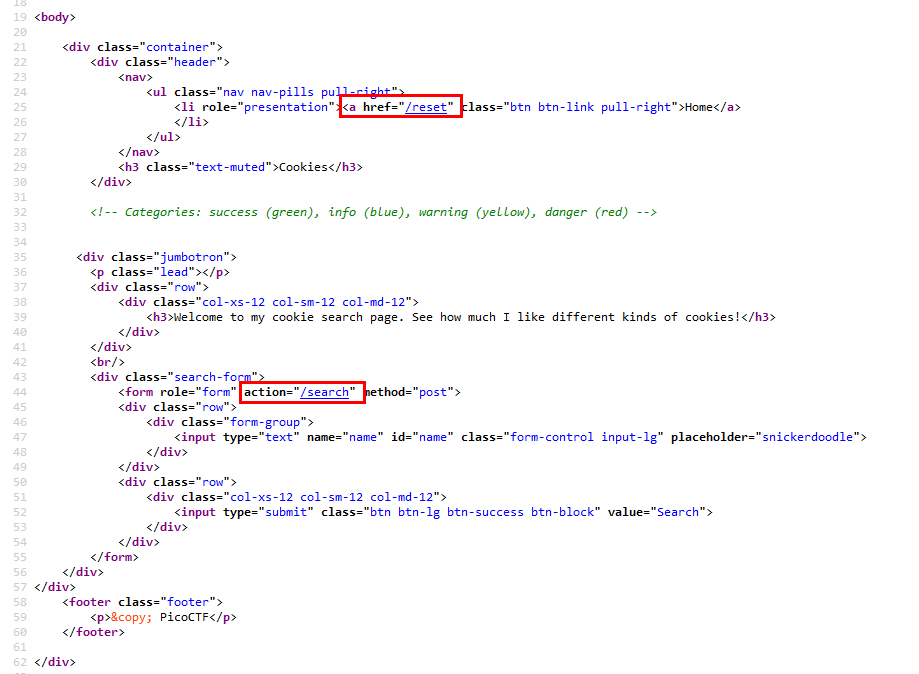 18
19 <body>
20
21 <div class="container">
22 <div class="header">
23 <nav>
24 <ul class="nav nav-pills pull-right">
25 <li role="presentation"><a href="/reset" class="btn btn-link pull-right">Home</a>
26 </li>
27 </ul>
28 </nav>
29 <h3 class="text-muted">Cookies</h3>
30 </div>
31
32 <!-- Categories: success (green), info (blue), warning (yellow), danger (red) -->
33
34
35 <div class="jumbotron">
36 <p class="lead"></p>
37 <div class="row">
38 <div class="col-xs-12 col-sm-12 col-md-12">
39 <h3>Welcome to my cookie search page. See how much I like different kinds of cookies!</h3>
40 </div>
41 </div>
42 <br/>
43 <div class="search-form">
44 <form role="form" action="/search" method="post">
45 <div class="row">
46 <div class="form-group">
47 <input type="text" name="name" id="name" class="form-control input-lg" placeholder="snickerdoodle">
48 </div>
49 </div>
50 <div class="row">
51 <div class="col-xs-12 col-sm-12 col-md-12">
52 <input type="submit" class="btn btn-lg btn-success btn-block" value="Search">
53 </div>
54 </div>
55 </form>
56 </div>
57 </div>
58 <footer class="footer">
59 <p>&copy; PicoCTF</p>
60 </footer>
61
62 </div>